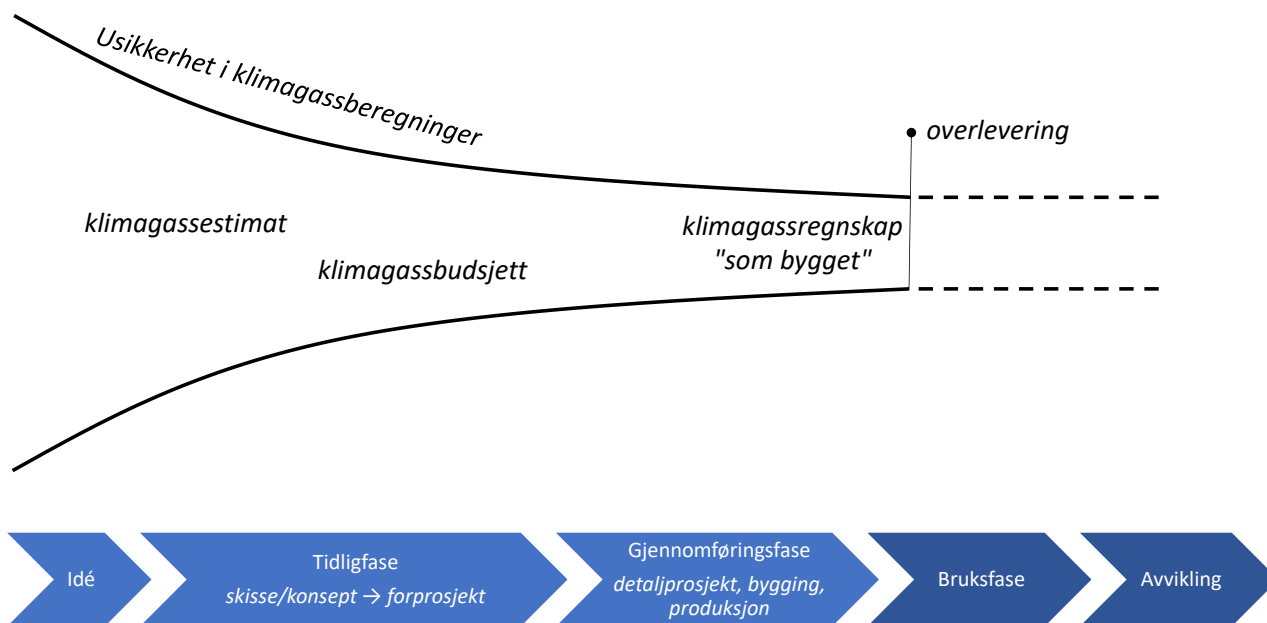 Usikkerhet i klimagassberegninger
overlevering
klimagassestimat
klimagassregnskap
"som bygget"
klimagassbudsjett
Idé
Tidligfase
skisse/konsept → forprosjekt
Gjennomføringsfase
detaljprosjekt, bygging,
produksjon
Bruksfase
Avvikling